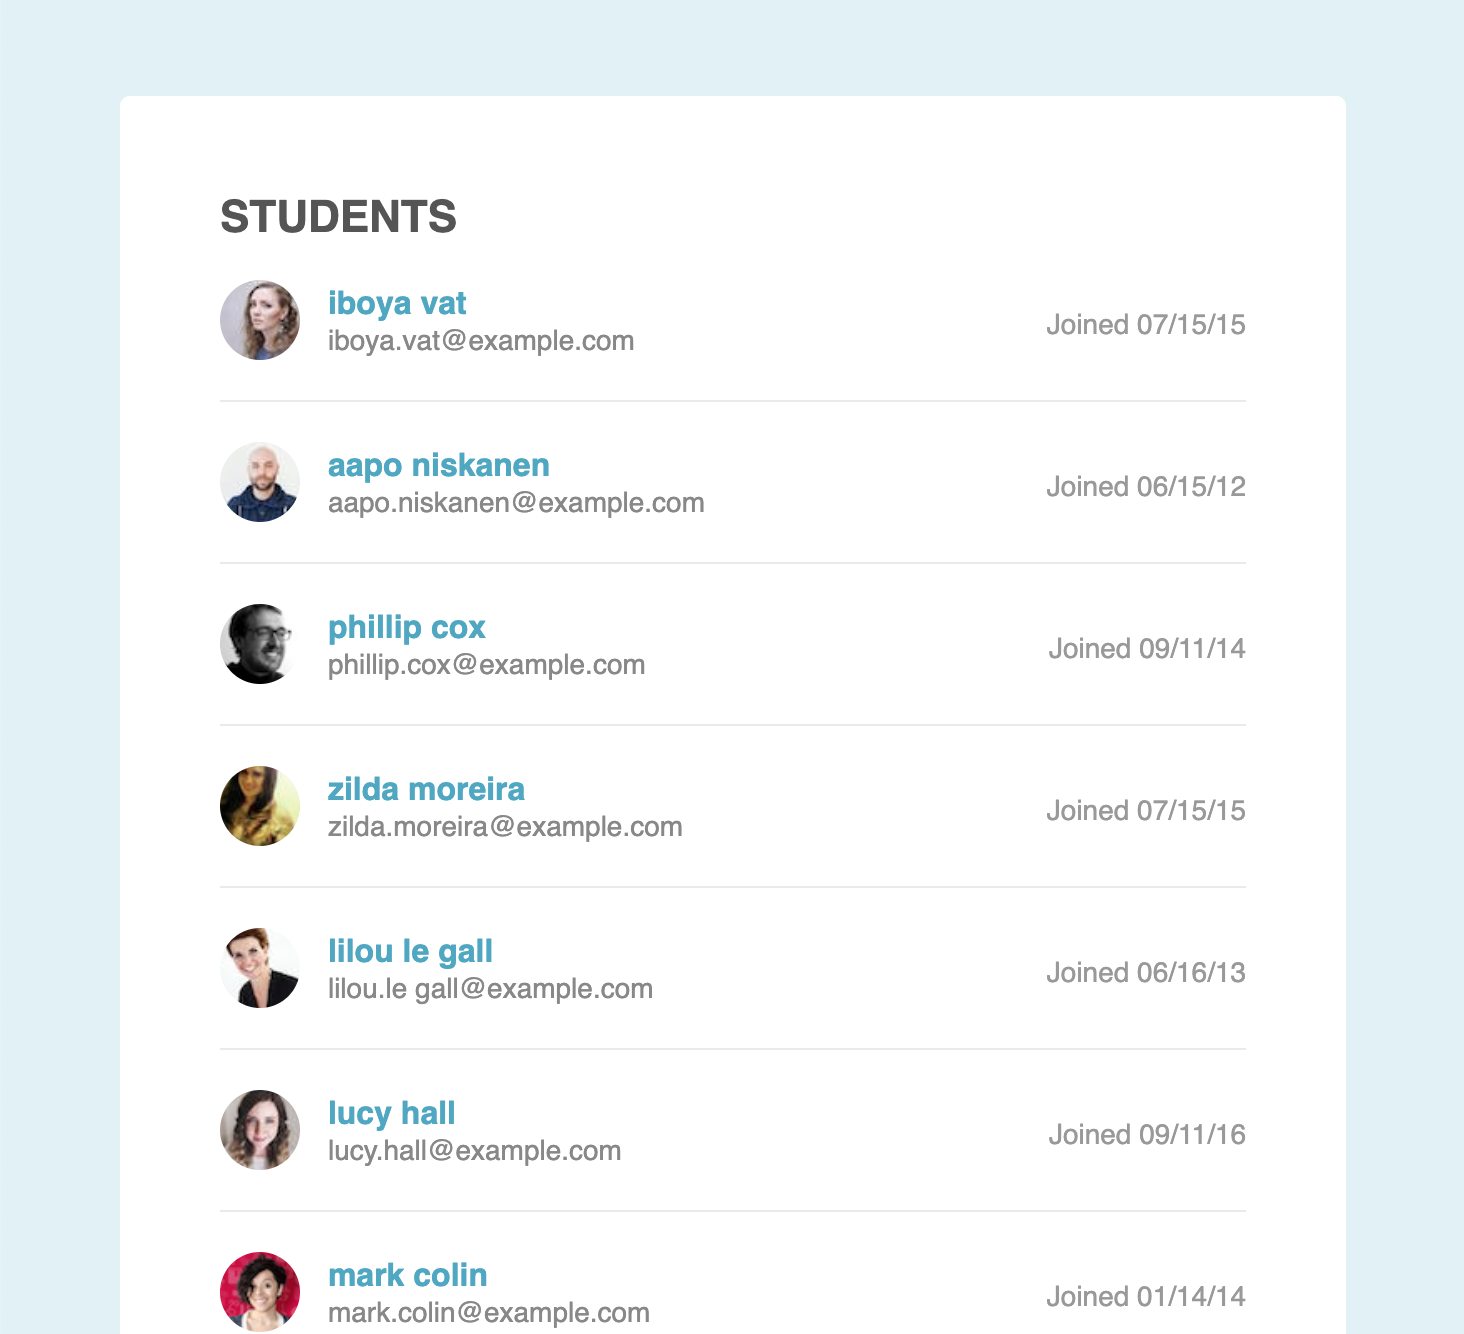 STUDENTS
iboya vat
iboya.vat@example.com
Joined 07/15/15
aapo niskanen
aapo.niskanen@example.com
Joined 06/15/12
phillip cox
phillip.cox@example.com
Joined 09/11/14
zilda moreira
zilda.moreira@example.com
Joined 07/15/15
lilou le gall
lilou.le gall@example.com
Joined 06/16/13
lucy hall
lucy.hall@example.com
Joined 09/11/16
mark colin
mark.colin@example.com
Joined 01/14/14